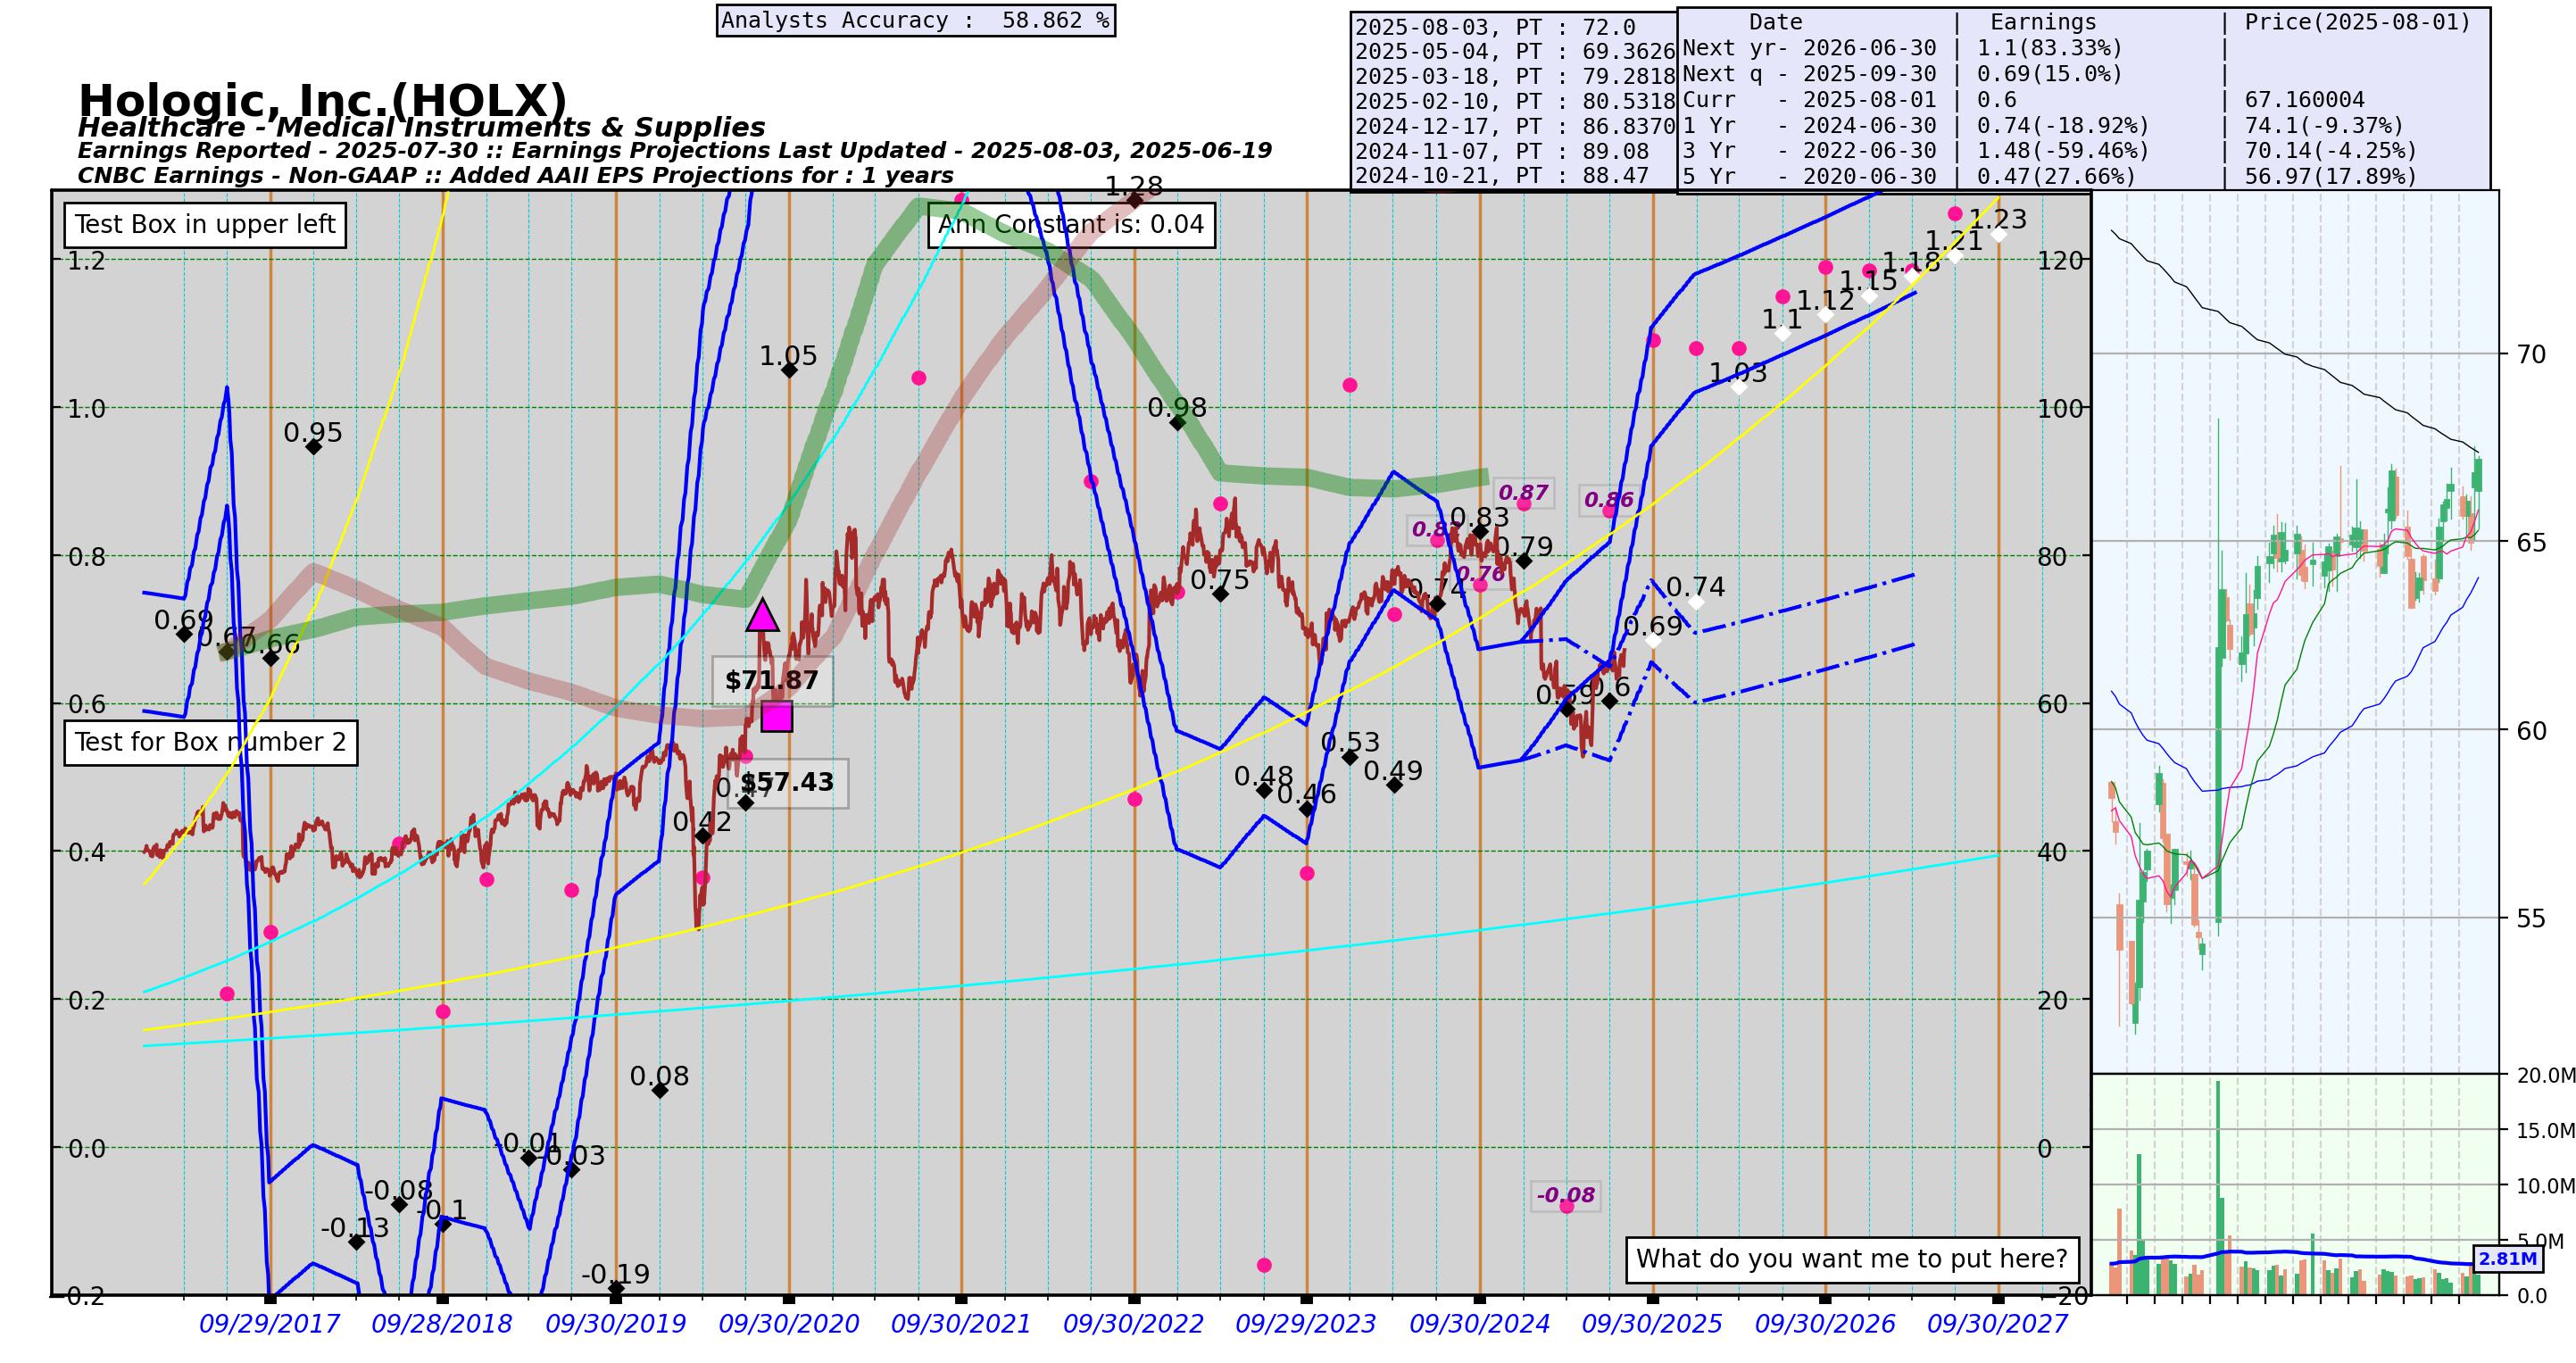 Analysts Accuracy :  58.862 %
2025-08-03, PT : 72.0
2025-05-04, PT : 69.3626
2025-03-18, PT : 79.2818
2025-02-10, PT : 80.5318
2024-12-17, PT : 86.8370
2024-11-07, PT : 89.08
2024-10-21, PT : 88.47
Date | Earnings | Price(2025-08-01)
Next yr- 2026-06-30 | 1.1(83.33%) |
Next q - 2025-09-30 | 0.69(15.0%) |
Curr - 2025-08-01 | 0.6 | 67.160004
1 Yr - 2024-06-30 | 0.74(-18.92%) | 74.1(-9.37%)
3 Yr - 2022-06-30 | 1.48(-59.46%) | 70.14(-4.25%)
5 Yr - 2020-06-30 | 0.47(27.66%) | 56.97(17.89%)
Hologic, Inc.(HOLX)
Healthcare - Medical Instruments & Supplies
Earnings Reported - 2025-07-30 :: Earnings Projections Last Updated - 2025-08-03, 2025-06-19
CNBC Earnings - Non-GAAP :: Added AAII EPS Projections for : 1 years
Test Box in upper left
Ann Constant is: 0.04
Test for Box number 2
What do you want me to put here?
1.2
1.0
0.8
0.6
0.4
0.2
0.0
−0.2
0.69
0.67
0.66
0.95
-0.13
-0.08
-0.1
-0.01
-0.03
-0.19
0.08
0.42
0.47
1.05
$71.87
$57.43
1.28
0.98
0.75
0.48
0.46
0.53
0.49
0.74
0.83
0.79
0.59
0.6
0.76
0.87
0.86
-0.08
0.69
0.74
1.03
1.1
1.12
1.15
1.18
1.21
1.23
120
100
80
60
40
20
0
−20
70
65
60
55
20.0M
15.0M
10.0M
5.0M
2.81M
0.0
09/29/2017
09/28/2018
09/30/2019
09/30/2020
09/30/2021
09/30/2022
09/29/2023
09/30/2024
09/30/2025
09/30/2026
09/30/2027